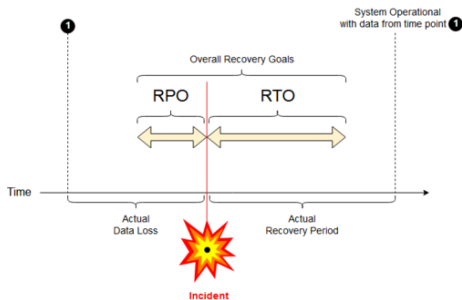 System Operational
with data from time point 1
1
Overall Recovery Goals
RPO
RTO
Time
Actual
Data Loss
Actual
Recovery Period
Incident